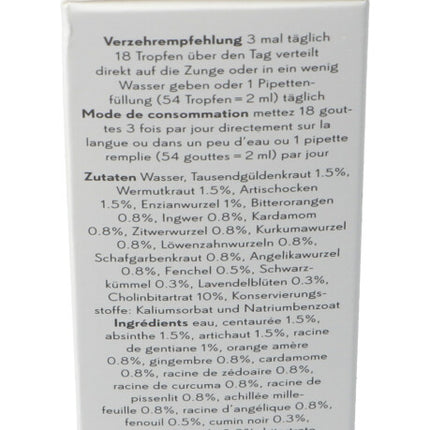 Verzehrempfehlung 3 mal täglich
18 Tropfen über den Tag verteilt
direkt auf die Zunge oder in ein wenig
Wasser geben oder 1 Pipetten-
füllung (54 Tropfen = 2 ml) täglich
Mode de consommation mettez 18 gout-
tes 3 fois par jour directement sur la
langue ou dans un peu d'eau ou 1 pipette
remplie (54 gouttes = 2 ml) par jour
Zutaten Wasser, Tausendgüldenkraut 1.5%,
Wermutkraut 1.5%, Artischocken
1.5%, Enzianwurzel 1%, Bitterorangen
0.8%, Ingwer 0.8%, Kardamom
0.8%, Zitwerwurzel 0.8%, Kurkumawurzel
0.8%, Löwenzahnwurzeln 0.8%,
Schafgarbenkraut 0.8%, Angelikawurzel
0.8%, Fenchel 0.5%, Schwarz-
kümmel 0.3%, Lavendelblüten 0.3%,
Cholinbitartrat 10%, Konservierungs-
stoffe: Kaliumsorbat und Natriumbenzoat
Ingrédients eau, centaurée 1.5%,
absinthe 1.5%, artichaut 1.5%, racine
de gentiane 1%, orange amère
0.8%, gingembre 0.8%, cardamome
0.8%, racine de zédoaire 0.8%,
racine de curcuma 0.8%, racine de
pissenlit 0.8%, achillée mille-
feuille 0.8%, racine d'angélique 0.8%,
fenouil 0.5%, cumin noir 0.3%,